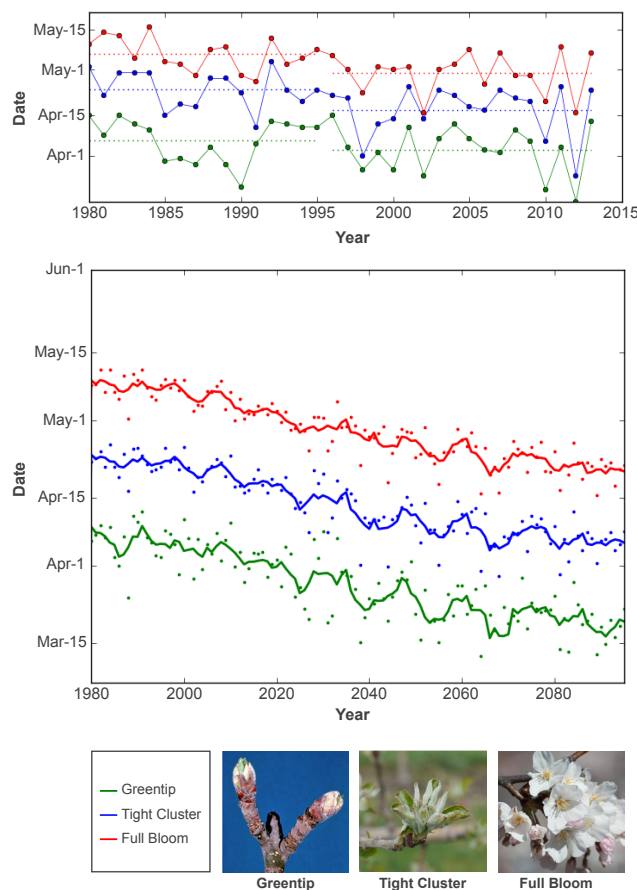 May-15
May-1
Apr-15
Apr-1
Date
1980 1985 1990 1995 2000 2005 2010 2015
Year
Jun-1
May-15
May-1
Apr-15
Apr-1
Mar-15
Date
1980 2000 2020 2040 2060 2080
Year
Greentip
Tight Cluster
Full Bloom
Greentip Tight Cluster Full Bloom